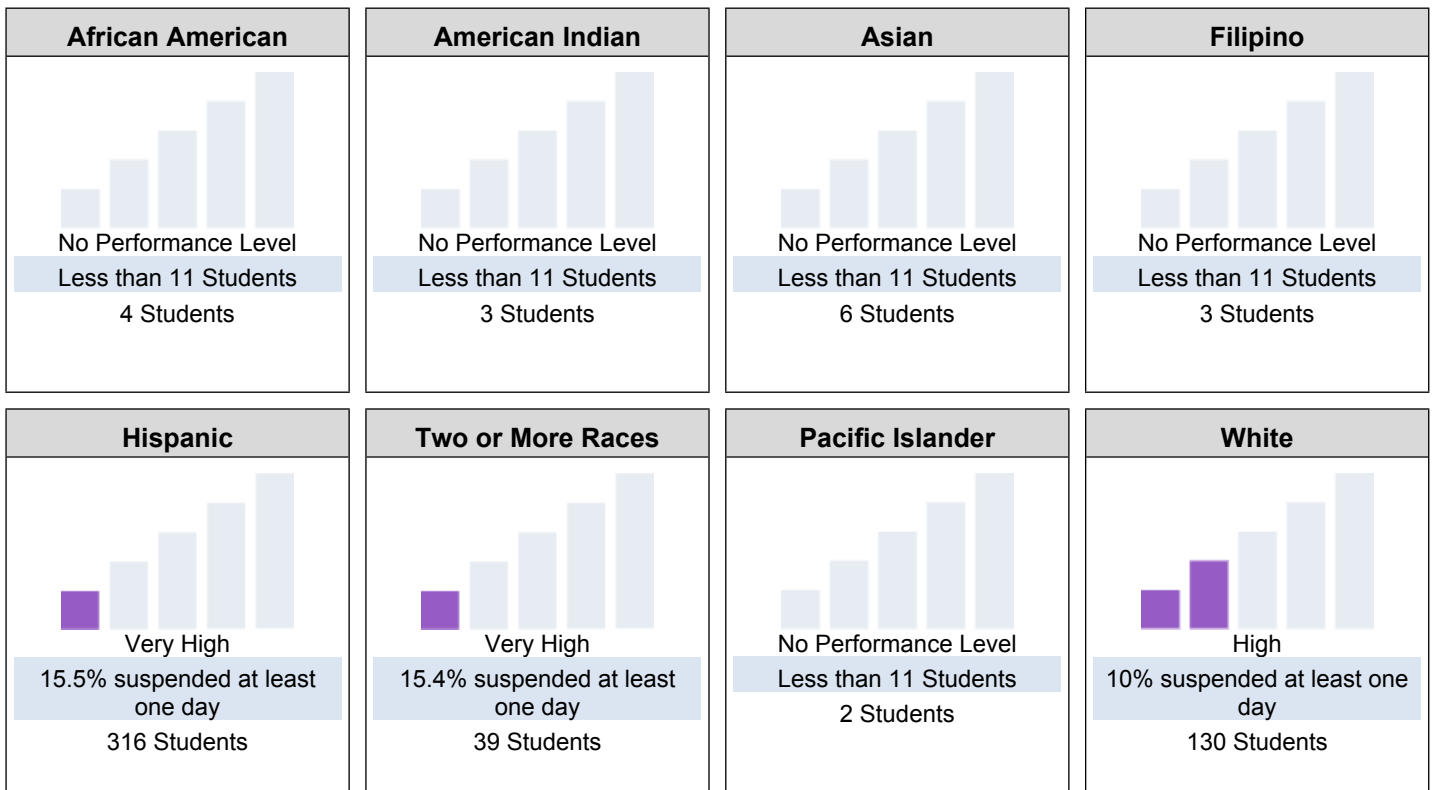 African American
No Performance Level
Less than 11 Students
4 Students
American Indian
No Performance Level
Less than 11 Students
3 Students
Asian
No Performance Level
Less than 11 Students
6 Students
Filipino
No Performance Level
Less than 11 Students
3 Students
Hispanic
Very High
15.5% suspended at least
one day
316 Students
Two or More Races
Very High
15.4% suspended at least
one day
39 Students
Pacific Islander
No Performance Level
Less than 11 Students
2 Students
White
High
10% suspended at least one
day
130 Students